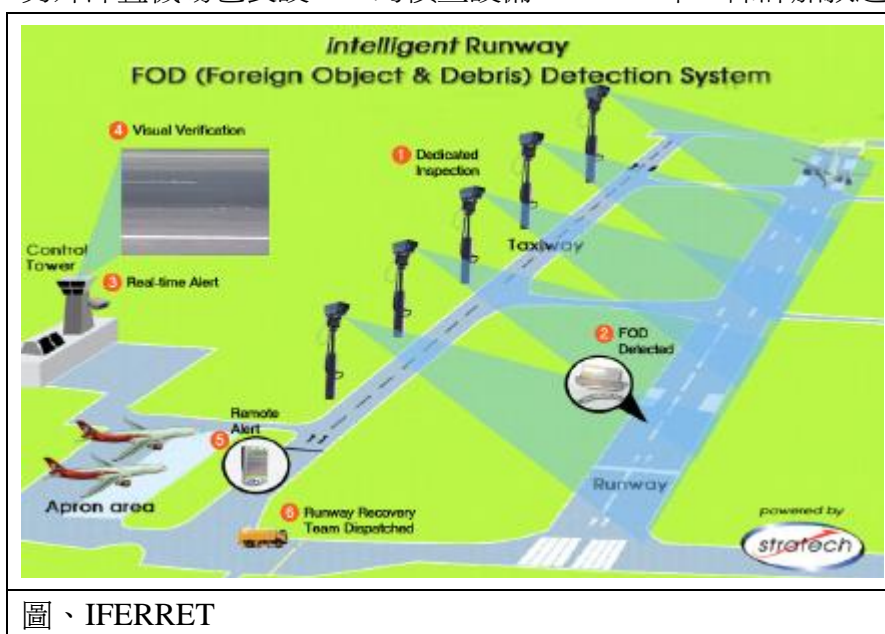 intelligent Runway
FOD (Foreign Object & Debris) Detection System
4 Visual Verification
1 Dedicated
Inspection
Control
Tower
3 Real-time Alert
Taxiway
2 FOD
Detected
Remote
Alert
5
Apron area
6 Runway Recovery
Team Dispatched
Runway
powered by
stratech
圖、IFERRET